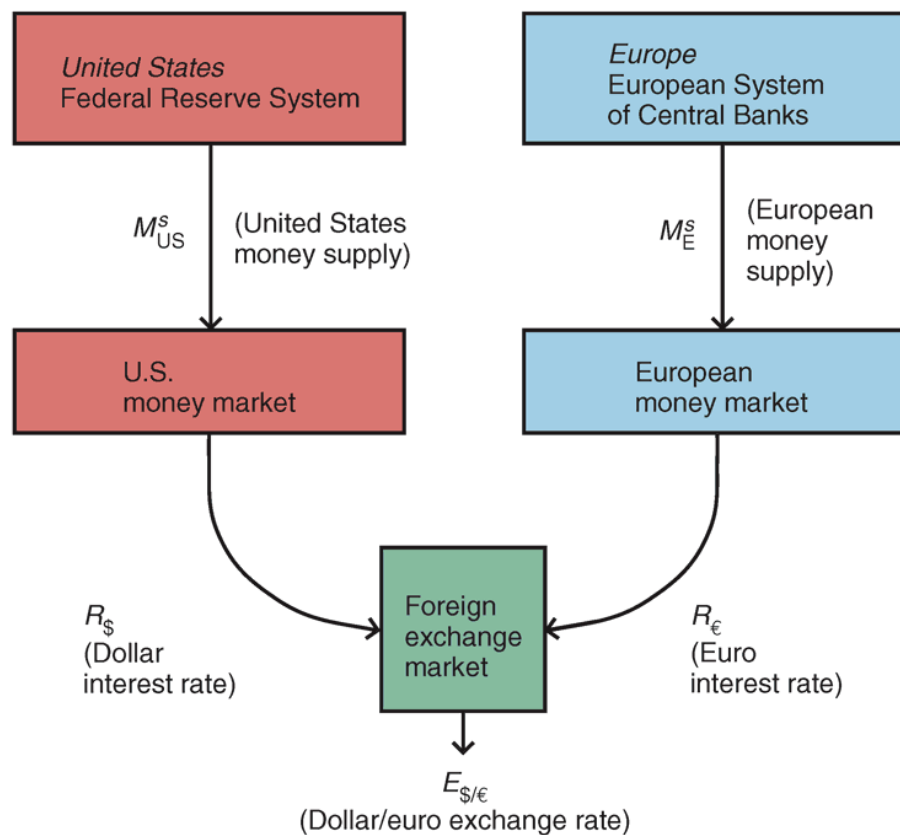 United States
Federal Reserve System
Europe
European System
of Central Banks
M^s_US
(United States
money supply)
M^s_E
(European
money
supply)
U.S.
money market
European
money market
R_$
(Dollar
interest rate)
Foreign
exchange
market
R_€
(Euro
interest rate)
E_$/€
(Dollar/euro exchange rate)